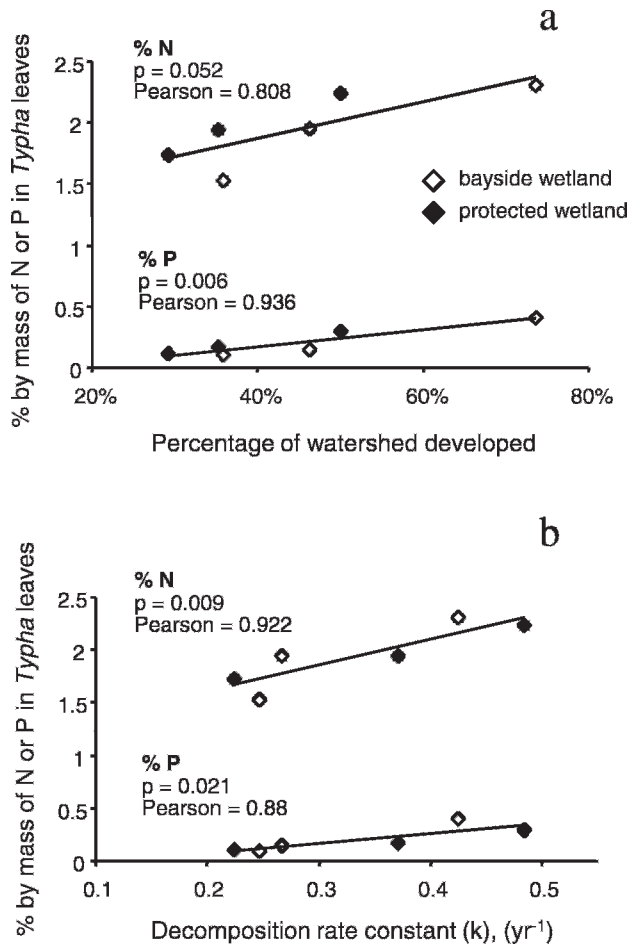 a
% N
p = 0.052
Pearson = 0.808
2.5
2
1.5
1
0.5
0
bayside wetland
protected wetland
% P
p = 0.006
Pearson = 0.936
20%
40%
60%
80%
% by mass of N or P in Typha leaves
Percentage of watershed developed
b
% N
p = 0.009
Pearson = 0.922
2.5
2
1.5
1
0.5
0
% P
p = 0.021
Pearson = 0.88
0.1
0.2
0.3
0.4
0.5
% by mass of N or P in Typha leaves
Decomposition rate constant (k), (yr⁻¹)